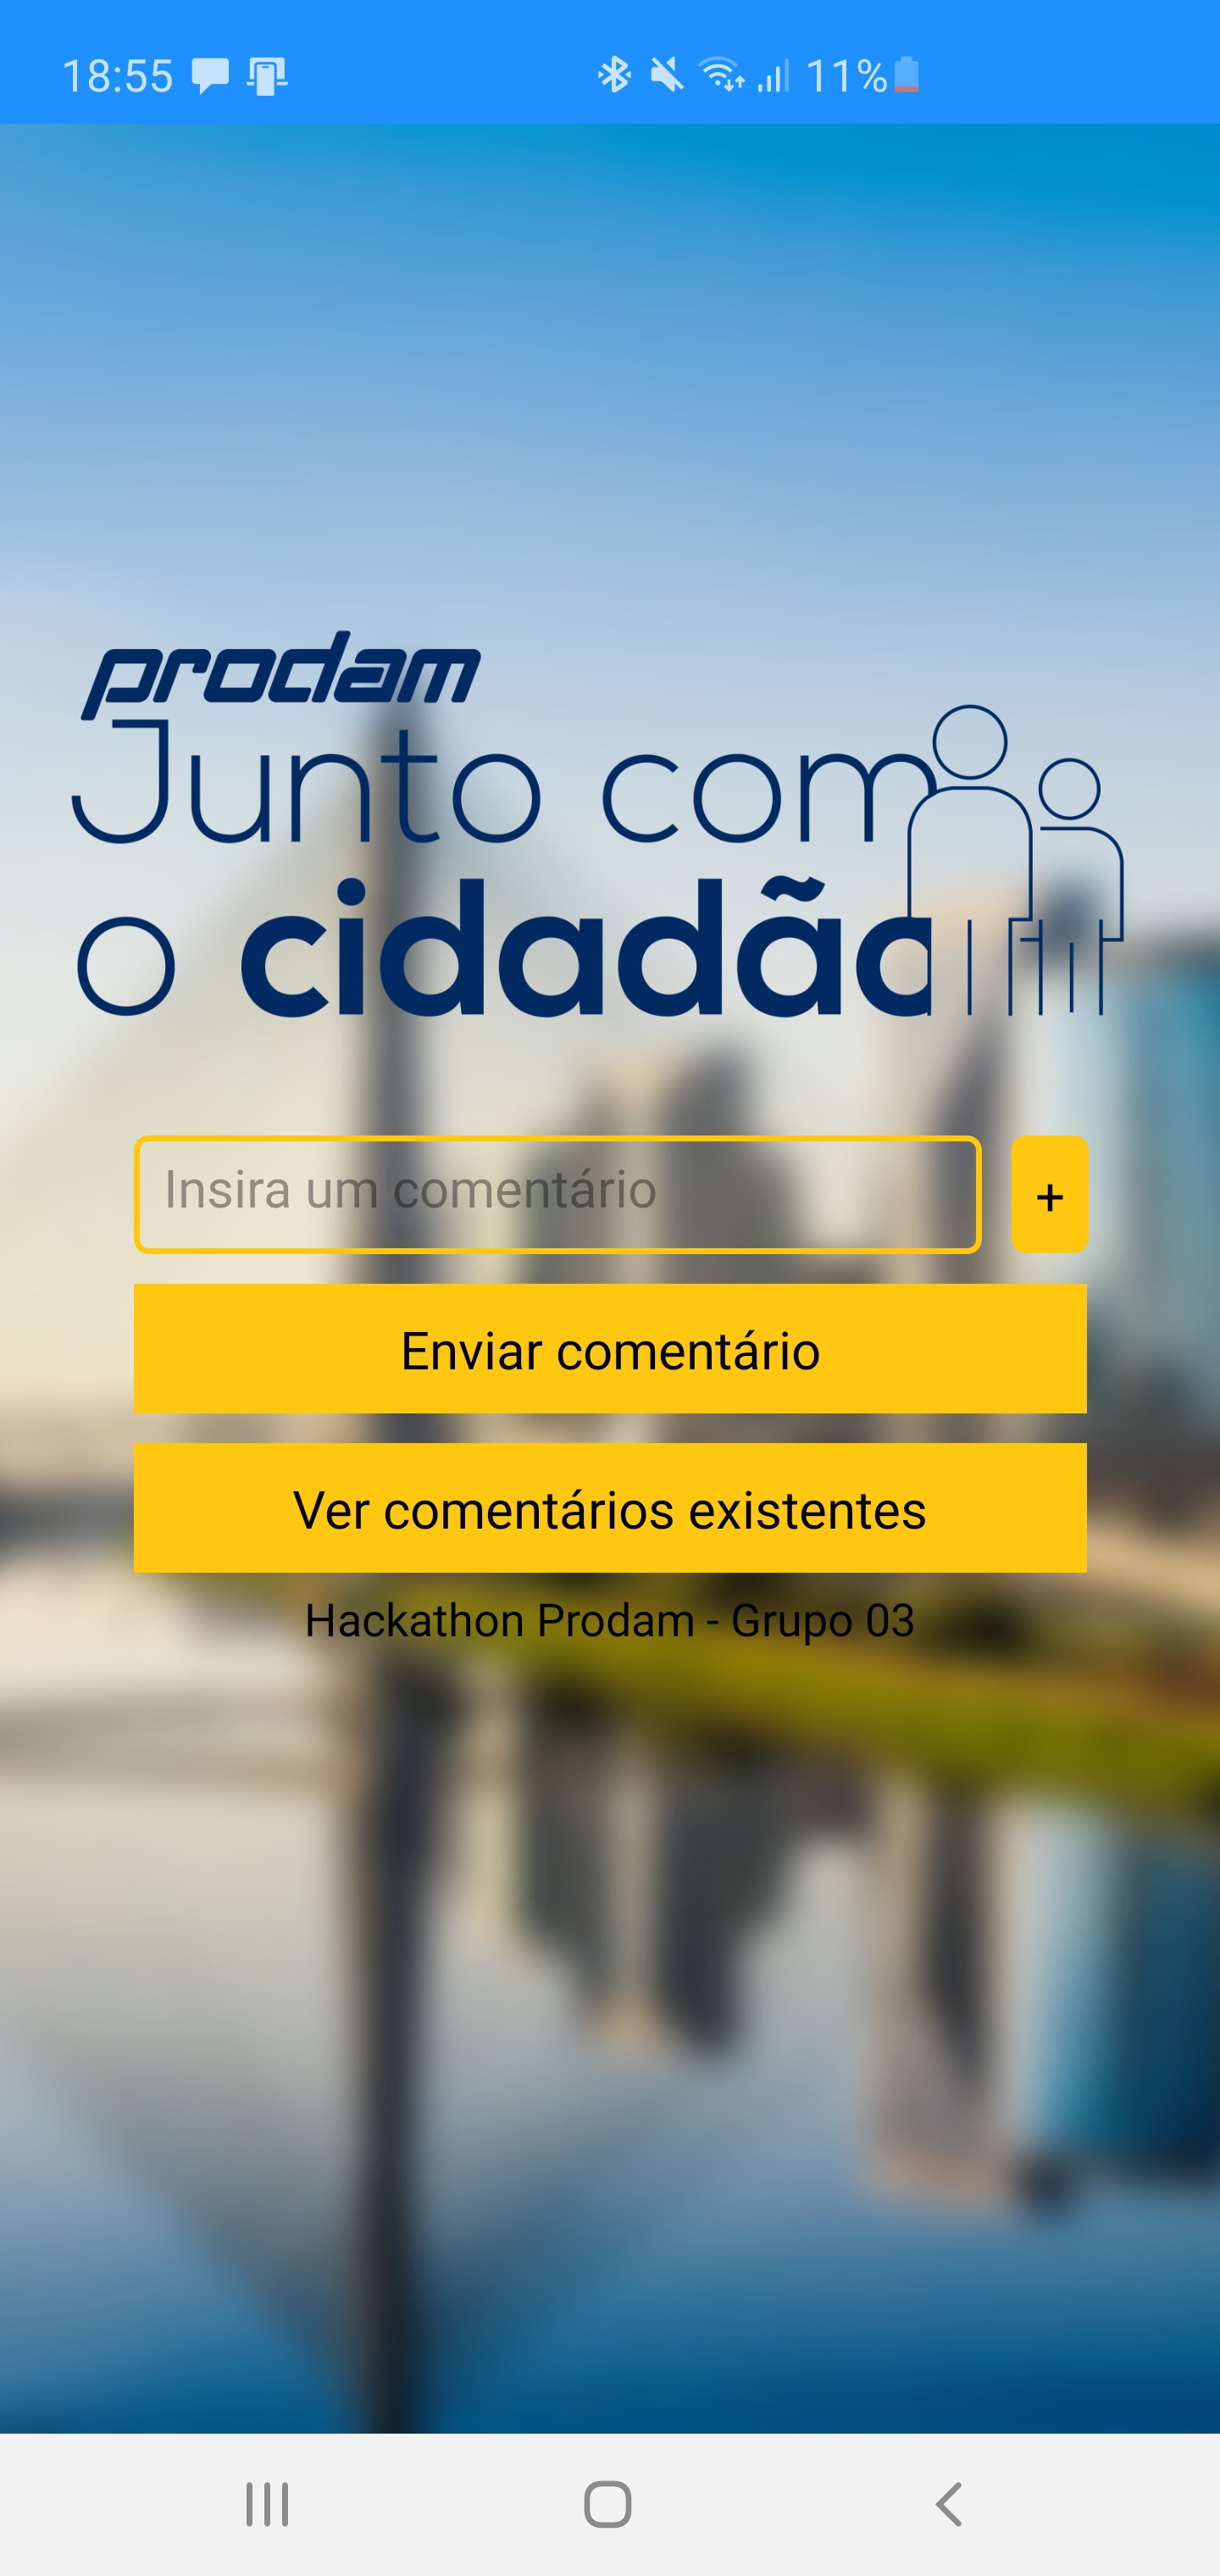 18:55 11%
prodam
Junto com
o cidadão
Insira um comentário
+
Enviar comentário
Ver comentários existentes
Hackathon Prodam - Grupo 03